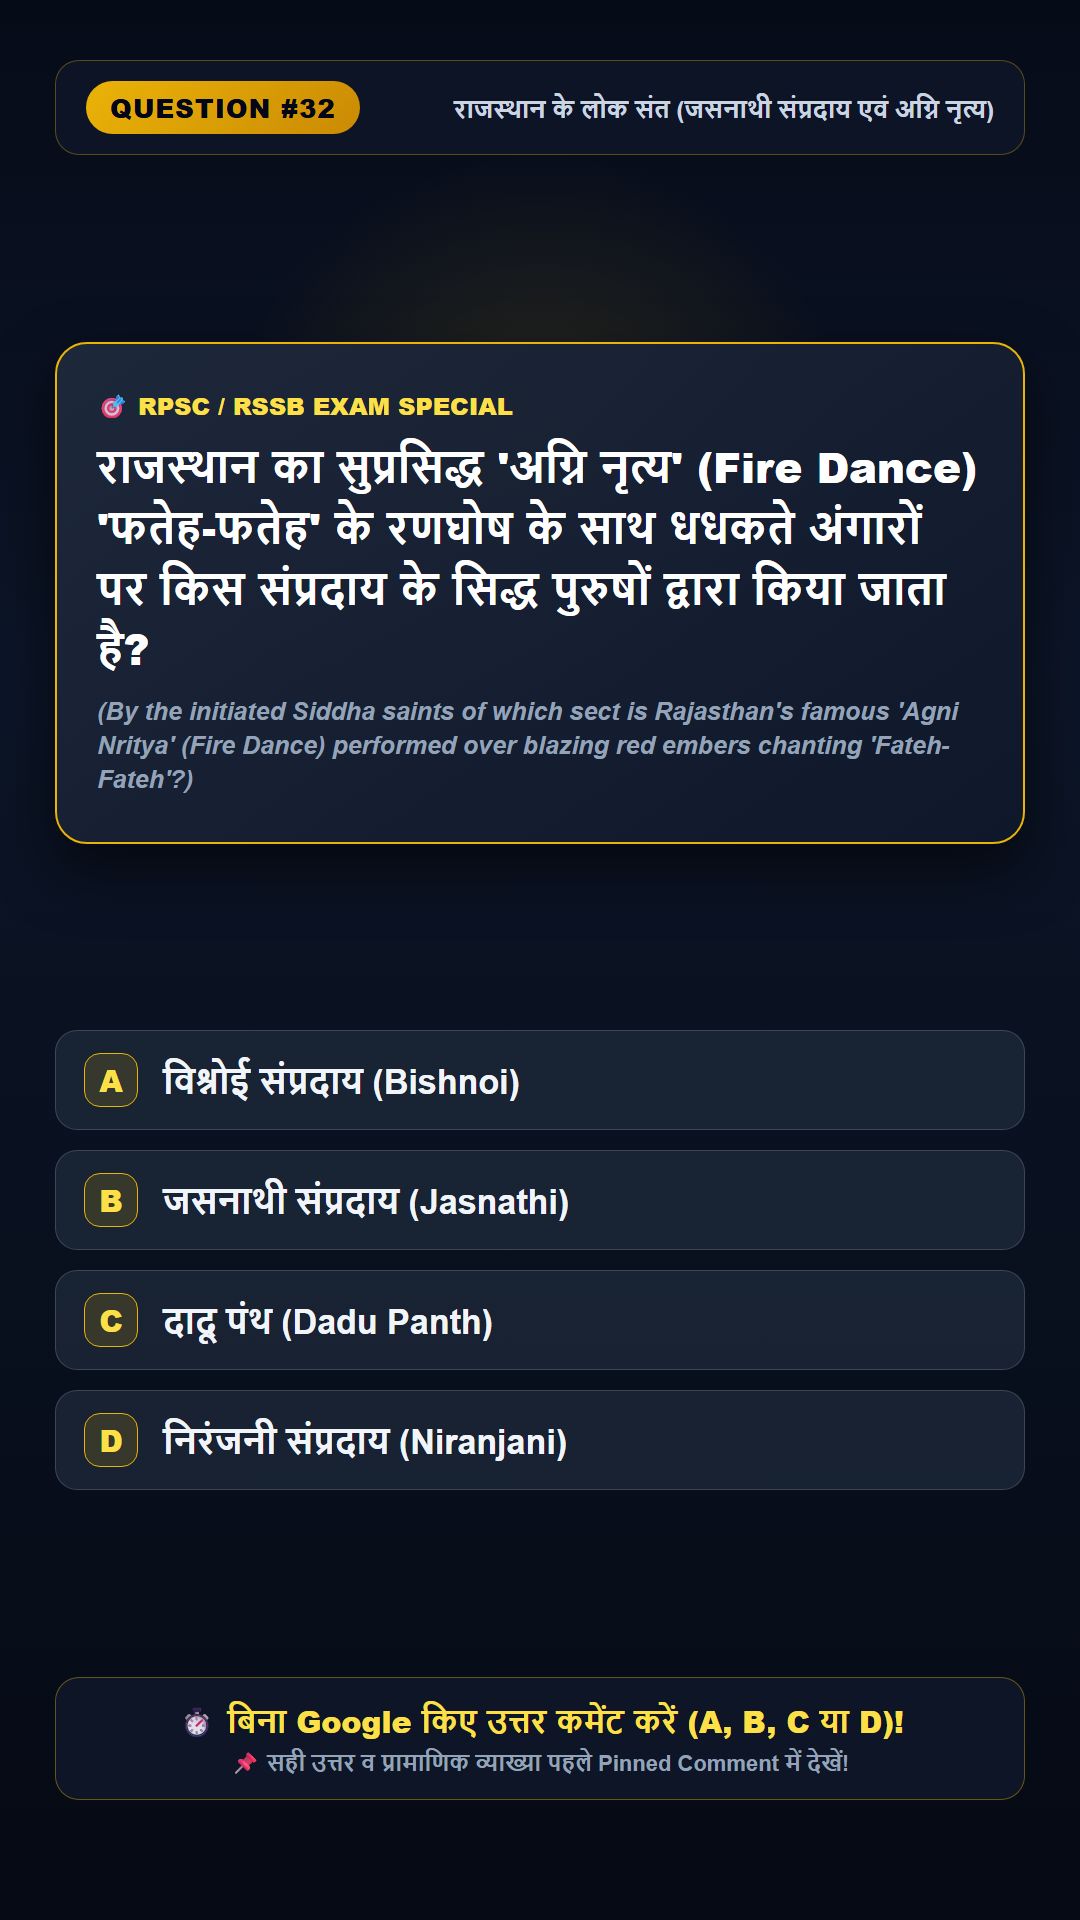 QUESTION #32
राजस्थान के लोक संत (जसनाथी संप्रदाय एवं अग्नि नृत्य)
🎯 RPSC / RSSB EXAM SPECIAL
राजस्थान का सुप्रसिद्ध 'अग्नि नृत्य' (Fire Dance)
'फतेह-फतेह' के रणघोष के साथ धधकते अंगारों
पर किस संप्रदाय के सिद्ध पुरुषों द्वारा किया जाता
है?
(By the initiated Siddha saints of which sect is Rajasthan's famous 'Agni
Nritya' (Fire Dance) performed over blazing red embers chanting 'Fateh-
Fateh'?)
A विश्नोई संप्रदाय (Bishnoi)
B जसनाथी संप्रदाय (Jasnathi)
C दादू पंथ (Dadu Panth)
D निरंजनी संप्रदाय (Niranjani)
⏱️ बिना Google किए उत्तर कमेंट करें (A, B, C या D)!
📌 सही उत्तर व प्रामाणिक व्याख्या पहले Pinned Comment में देखें!